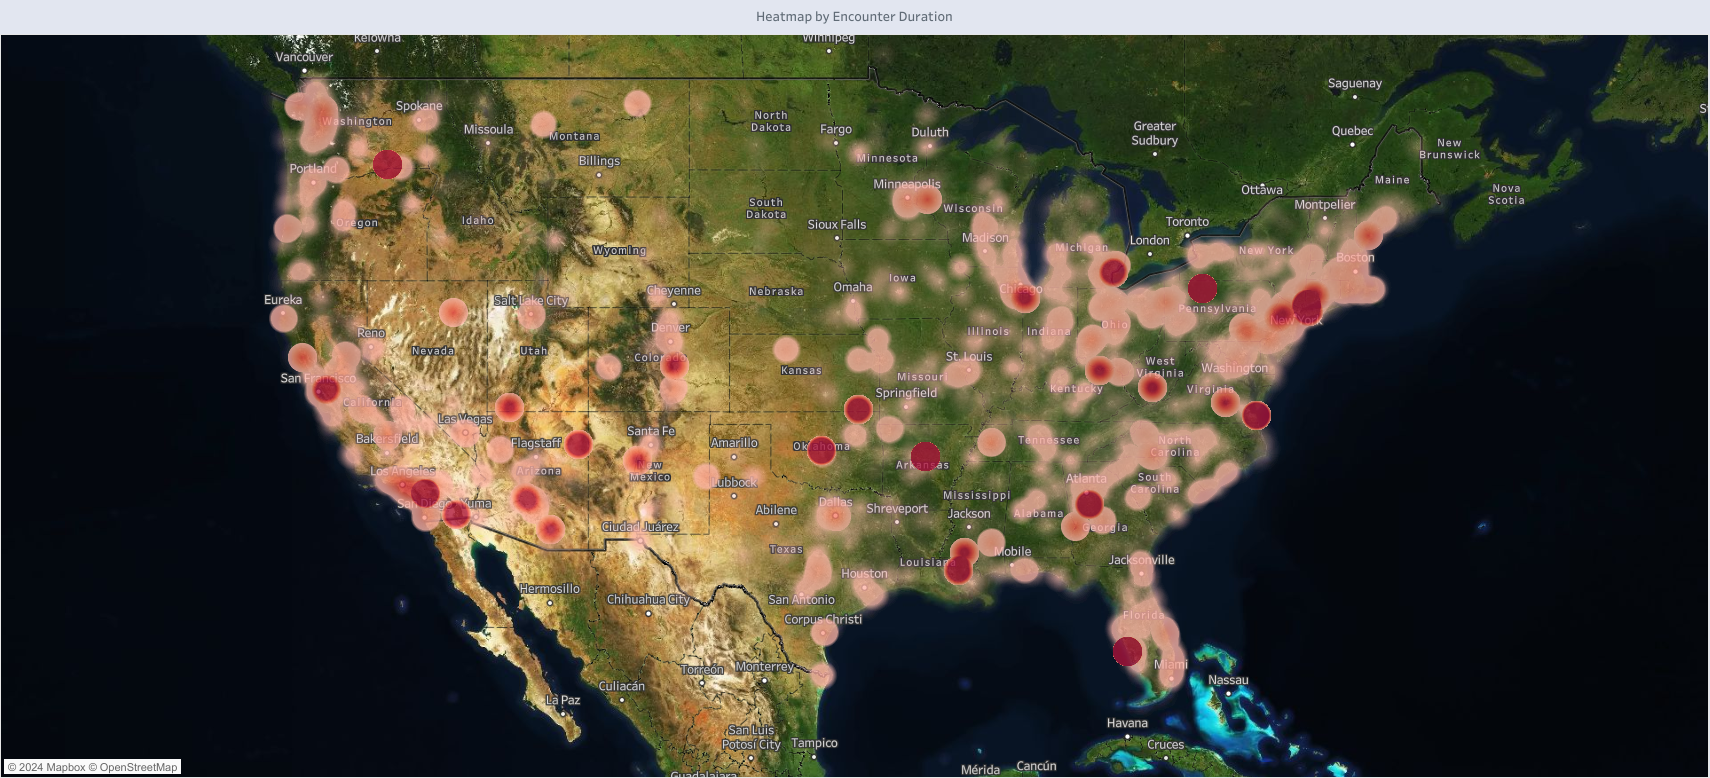 Heatmap by Encounter Duration
Kelowna
Winnipeg
Vancouver
Saguenay
Spokane
Washington
Missoula
Montana
North
Dakota
Fargo
Duluth
Greater
Sudbury
Quebec
New
Brunswick
Minnesota
Billings
Portland
Minneapolis
Ottawa
Maine
Nova
Scotia
Oregon
Idaho
South
Dakota
Sioux Falls
Wisconsin
Toronto
Montpelier
Wyoming
Madison
Michigan
London
New York
Boston
Eureka
Salt Lake City
Cheyenne
Nebraska
Omaha
Iowa
Chicago
Pennsylvania
New York
Reno
Nevada
Utah
Denver
Colorado
Kansas
Illinois
Indiana
Ohio
St. Louis
Missouri
West
Virginia
Washington
San Francisco
California
Springfield
Kentucky
Virginia
Las Vegas
Bakersfield
Flagstaff
Santa Fe
Amarillo
Oklahoma
Tennessee
North
Carolina
Los Angeles
Arizona
New
Mexico
Lubbock
Arkansas
Atlanta
South
Carolina
San Diego
Yuma
Abilene
Dallas
Shreveport
Mississippi
Jackson
Alabama
Georgia
Ciudad Juárez
Texas
Louisiana
Mobile
Jacksonville
Houston
Hermosillo
Chihuahua City
San Antonio
Corpus Christi
Florida
Torreón
Monterrey
Miami
Culiacán
La Paz
Nassau
San Luis
Potosí City
Tampico
Havana
Cruces
Mérida
Cancún
Guadalajara
© 2024 Mapbox © OpenStreetMap